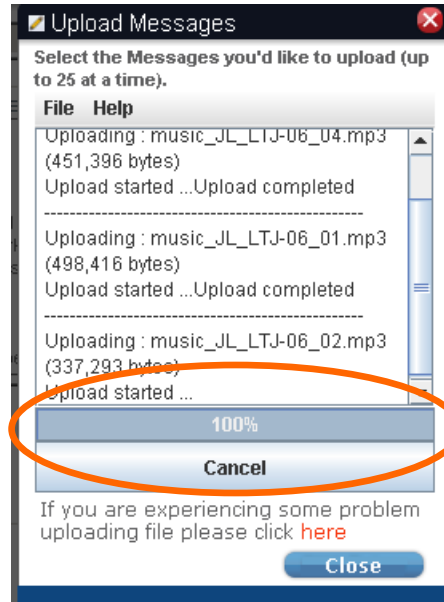 Upload Messages
Select the Messages you'd like to upload (up
to 25 at a time).
File Help
Uploading : music_JL_LTJ-06_04.mp3
(451,396 bytes)
Upload started ...Upload completed
--------------------------------------------------
Uploading : music_JL_LTJ-06_01.mp3
(498,416 bytes)
Upload started ...Upload completed
--------------------------------------------------
Uploading : music_JL_LTJ-06_02.mp3
(337,293 bytes)
Upload started ...
100%
Cancel
If you are experiencing some problem
uploading file please click here
Close